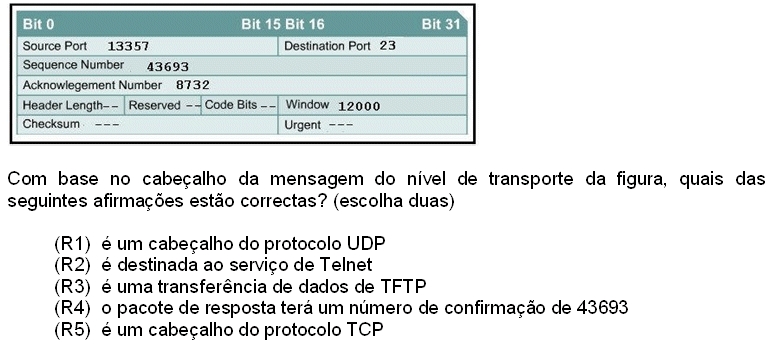 Bit 0 Bit 15 Bit 16 Bit 31
Source Port 13357 Destination Port 23
Sequence Number 43693
Acknowlegement Number 8732
Header Length-- Reserved -- Code Bits -- Window 12000
Checksum --- Urgent ---
Com base no cabeçalho da mensagem do nível de transporte da figura, quais das
seguintes afirmações estão correctas? (escolha duas)
(R1) é um cabeçalho do protocolo UDP
(R2) é destinada ao serviço de Telnet
(R3) é uma transferência de dados de TFTP
(R4) o pacote de resposta terá um número de confirmação de 43693
(R5) é um cabeçalho do protocolo TCP